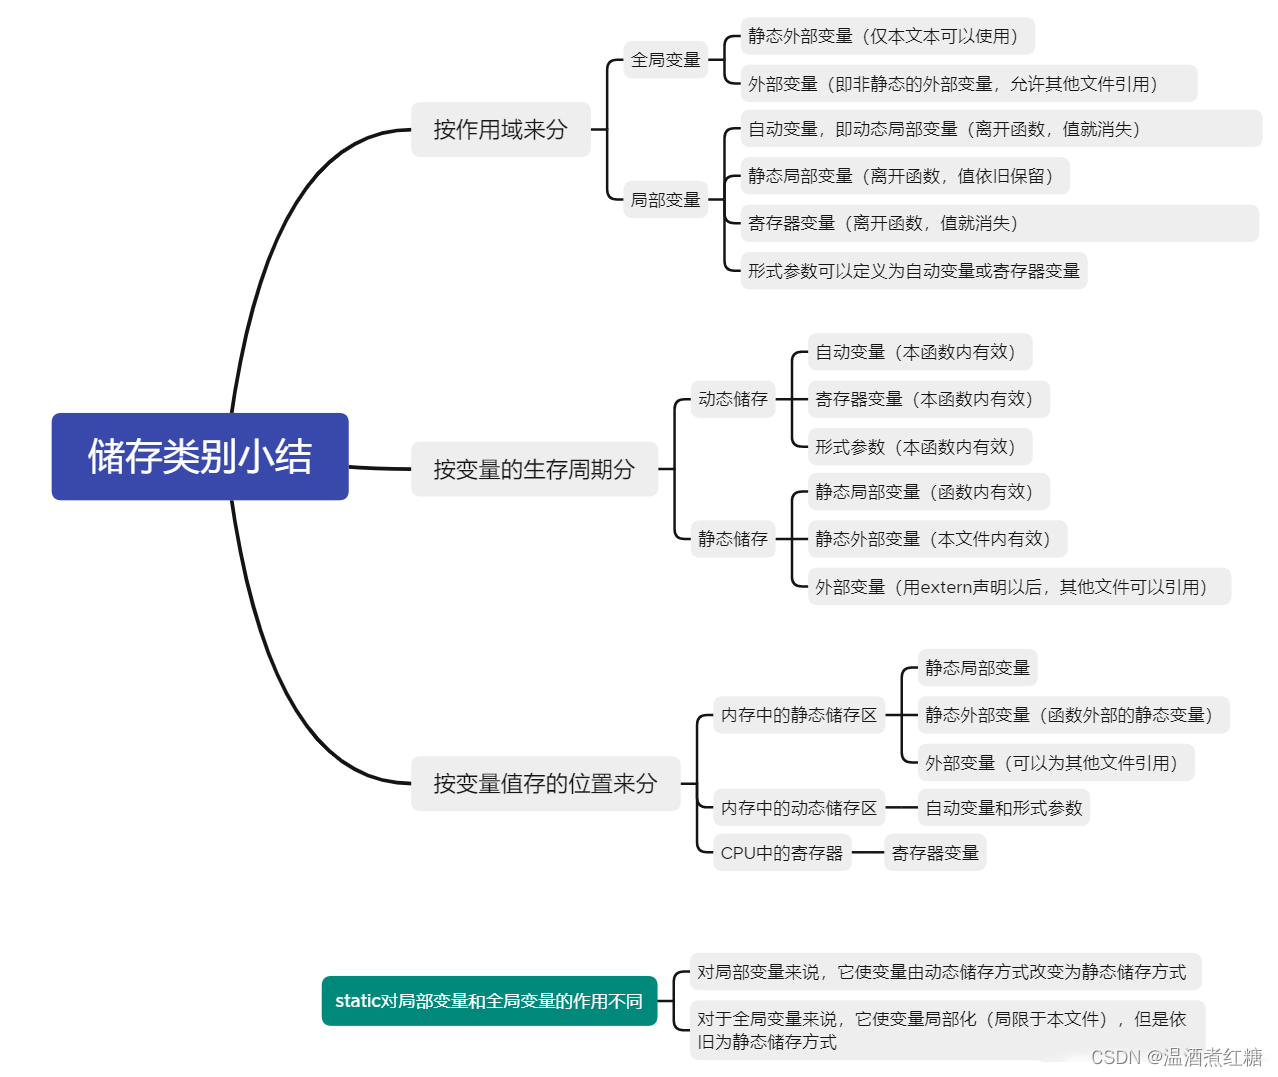 储存类别小结
按作用域来分
全局变量
静态外部变量（仅本文本可以使用）
外部变量（即非静态的外部变量，允许其他文件引用）
局部变量
自动变量，即动态局部变量（离开函数，值就消失）
静态局部变量（离开函数，值依旧保留）
寄存器变量（离开函数，值就消失）
形式参数可以定义为自动变量或寄存器变量
按变量的生存周期分
动态储存
自动变量（本函数内有效）
寄存器变量（本函数内有效）
形式参数（本函数内有效）
静态储存
静态局部变量（函数内有效）
静态外部变量（本文件内有效）
外部变量（用extern声明以后，其他文件可以引用）
按变量值存的位置来分
内存中的静态储存区
静态局部变量
静态外部变量（函数外部的静态变量）
外部变量（可以为其他文件引用）
内存中的动态储存区
自动变量和形式参数
CPU中的寄存器
寄存器变量
static对局部变量和全局变量的作用不同
对局部变量来说，它使变量由动态储存方式改变为静态储存方式
对于全局变量来说，它使变量局部化（局限于本文件），但是依
旧为静态储存方式
CSDN @温酒煮红糖